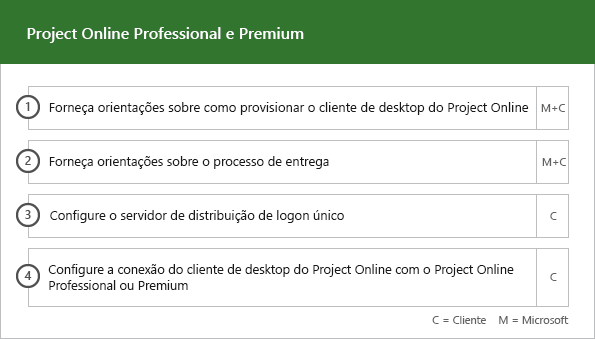 Project Online Professional e Premium
1 Forneça orientações sobre como provisionar o cliente de desktop do Project Online M+C
2 Forneça orientações sobre o processo de entrega M+C
3 Configure o servidor de distribuição de logon único C
4 Configure a conexão do cliente de desktop do Project Online com o Project Online
Professional ou Premium C
C = Cliente M = Microsoft